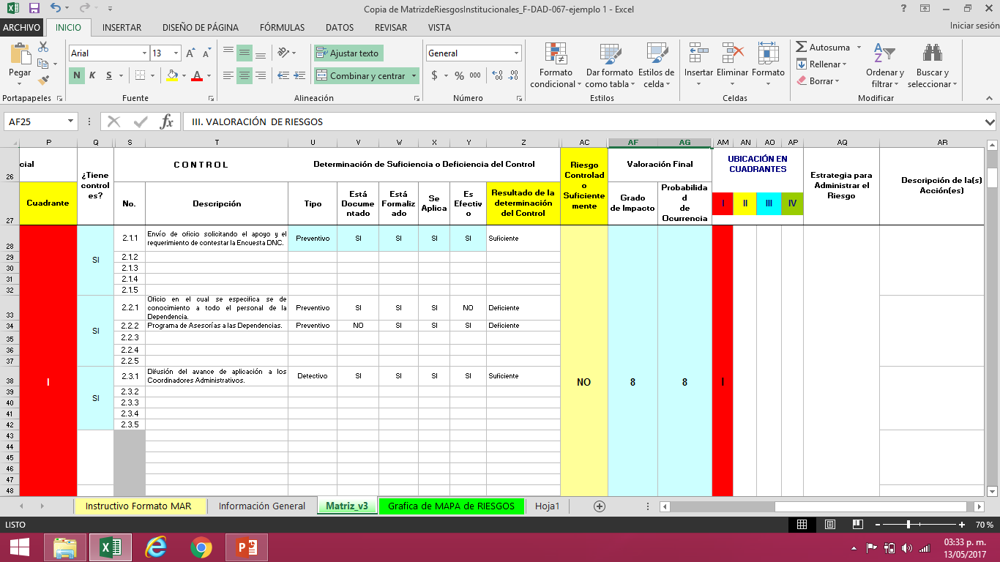 Copia de MatrizdeRiesgosInstitucionales_F-DAD-067-ejemplo 1 - Excel
ARCHIVO INICIO INSERTAR DISEÑO DE PÁGINA FÓRMULAS DATOS REVISAR VISTA Iniciar sesión
Pegar
Arial 13
N K S
Ajustar texto
Combinar y centrar
General
$ % 000
Formato condicional
Dar formato como tabla
Estilos de celda
Insertar Eliminar Formato
Autosuma
Rellenar
Borrar
Ordenar y filtrar
Buscar y seleccionar
Portapapeles Fuente Alineación Número Estilos Celdas Modificar
AF25 fx III. VALORACIÓN DE RIESGOS
P Q S T U V W X Y Z AC AF AG AM AN AO AP AQ AR
26 cial
¿Tiene
control
es?
C O N T R O L
Determinación de Suficiencia o Deficiencia del Control
Riesgo
Controlad
o
Suficiente
mente
Valoración Final
UBICACIÓN EN
CUADRANTES
Estrategia para
Administrar el
Riesgo
Descripción de la(s)
Acción(es)
27 Cuadrante
No.
Descripción
Tipo
Está
Docume
ntado
Está
Formaliz
ado
Se
Aplica
Es
Efectiv
o
Resultado de la
determinación
del Control
Grado
de Impacto
Probabilida
d
de
Ocurrencia
I II III IV
28 SI 2.1.1
Envío de oficio solicitando el apoyo y el
requerimiento de contestar la Encuesta DNC.
Preventivo SI SI SI SI Suficiente
29 2.1.2
30 2.1.3
31 2.1.4
32 2.1.5
33 SI 2.2.1
Oficio en el cual se especifica se de
conocimiento a todo el personal de la
Dependencia.
Preventivo SI SI SI NO Deficiente
34 2.2.2 Programa de Asesorías a las Dependencias. Preventivo NO SI SI SI Deficiente
35 2.2.3
36 2.2.4
37 2.2.5
38 I SI 2.3.1
Difusión del avance de aplicación a los
Coordinadores Administrativos.
Detectivo SI SI SI SI Suficiente
NO 8 8 I
39 2.3.2
40 2.3.3
41 2.3.4
42 2.3.5
43
44
45
46
47
48
Instructivo Formato MAR Información General Matriz_v3 Grafica de MAPA de RIESGOS Hoja1
LISTO 70 %
03:33 p. m.
13/05/2017